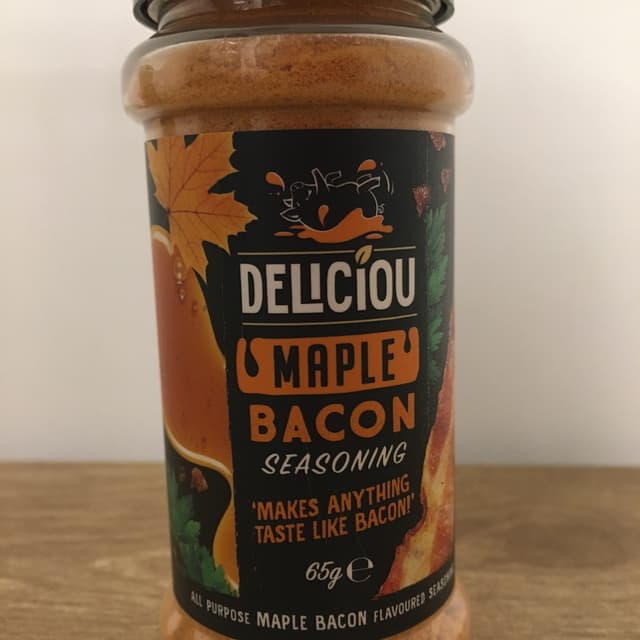 DELICIOU
MAPLE
BACON
SEASONING
'MAKES ANYTHING
TASTE LIKE BACON!'
65g ℮
ALL PURPOSE MAPLE BACON FLAVOURED